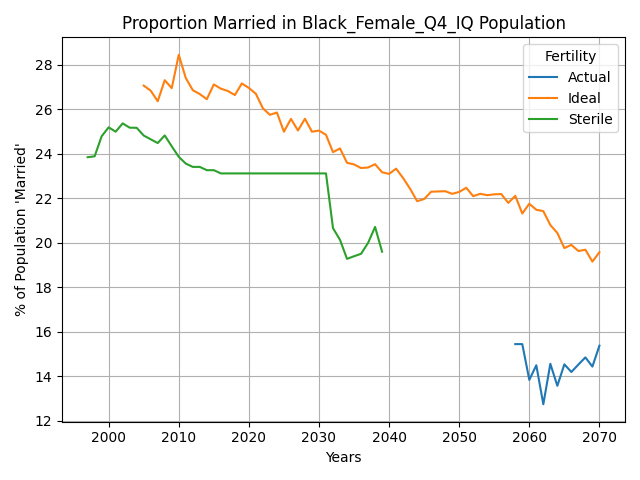 Proportion Married in Black_Female_Q4_IQ Population
Fertility
Actual
Ideal
Sterile
% of Population 'Married'
28
26
24
22
20
18
16
14
12
2000
2010
2020
2030
2040
2050
2060
2070
Years